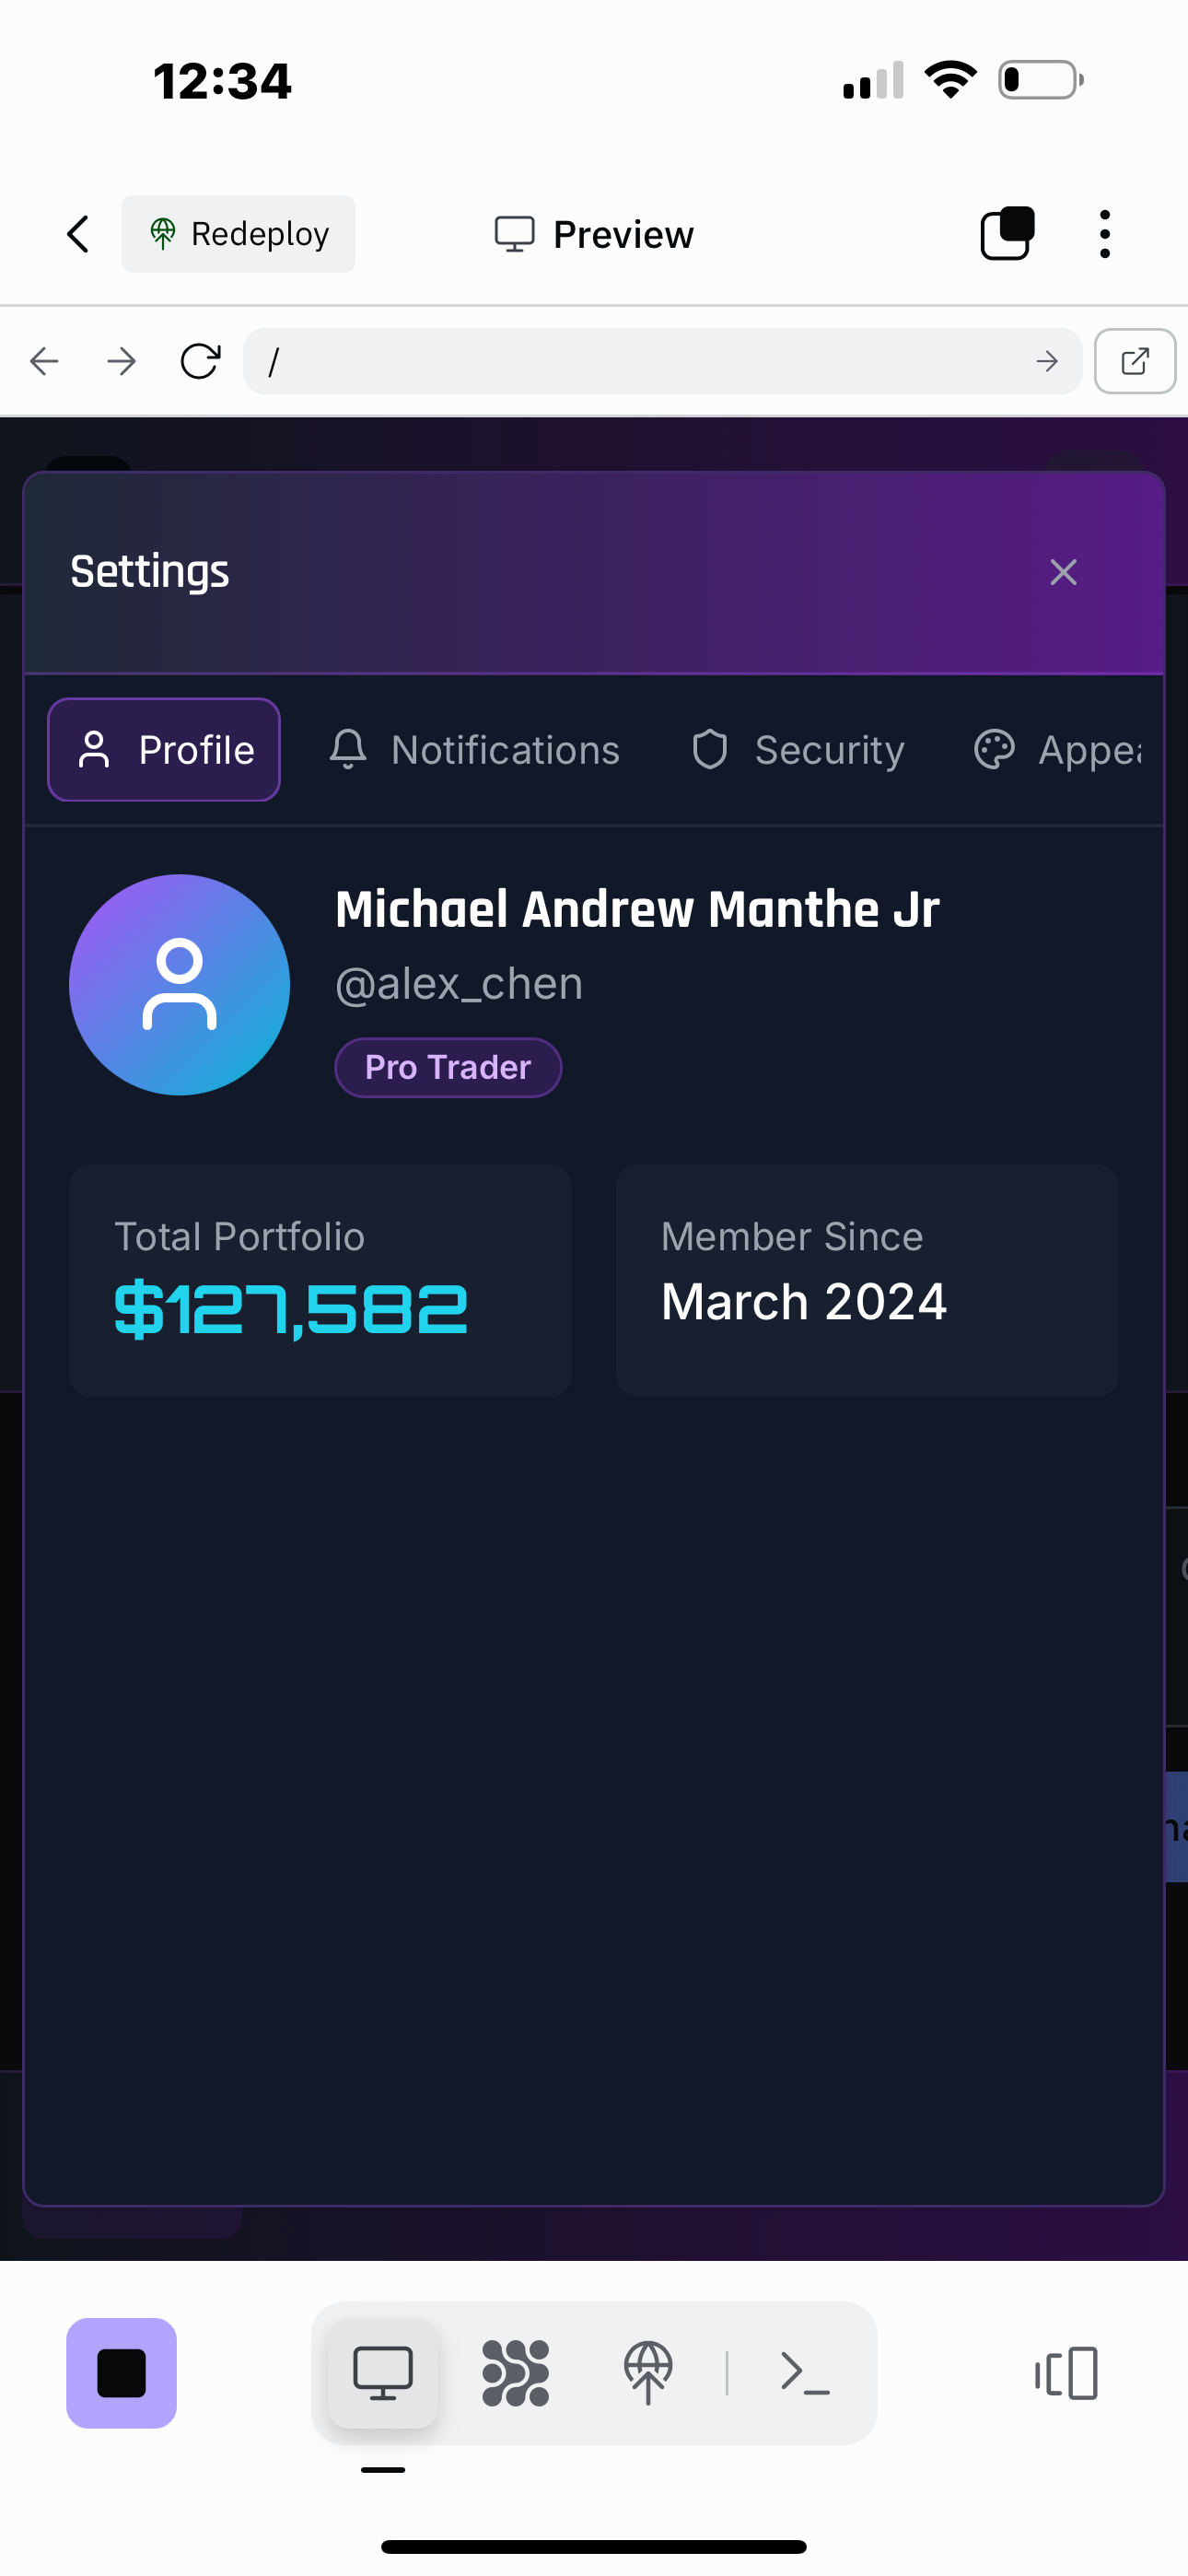 12:34
Redeploy
Preview
/
Settings
Profile Notifications Security Appea
Michael Andrew Manthe Jr
@alex_chen
Pro Trader
Total Portfolio
$127,582
Member Since
March 2024